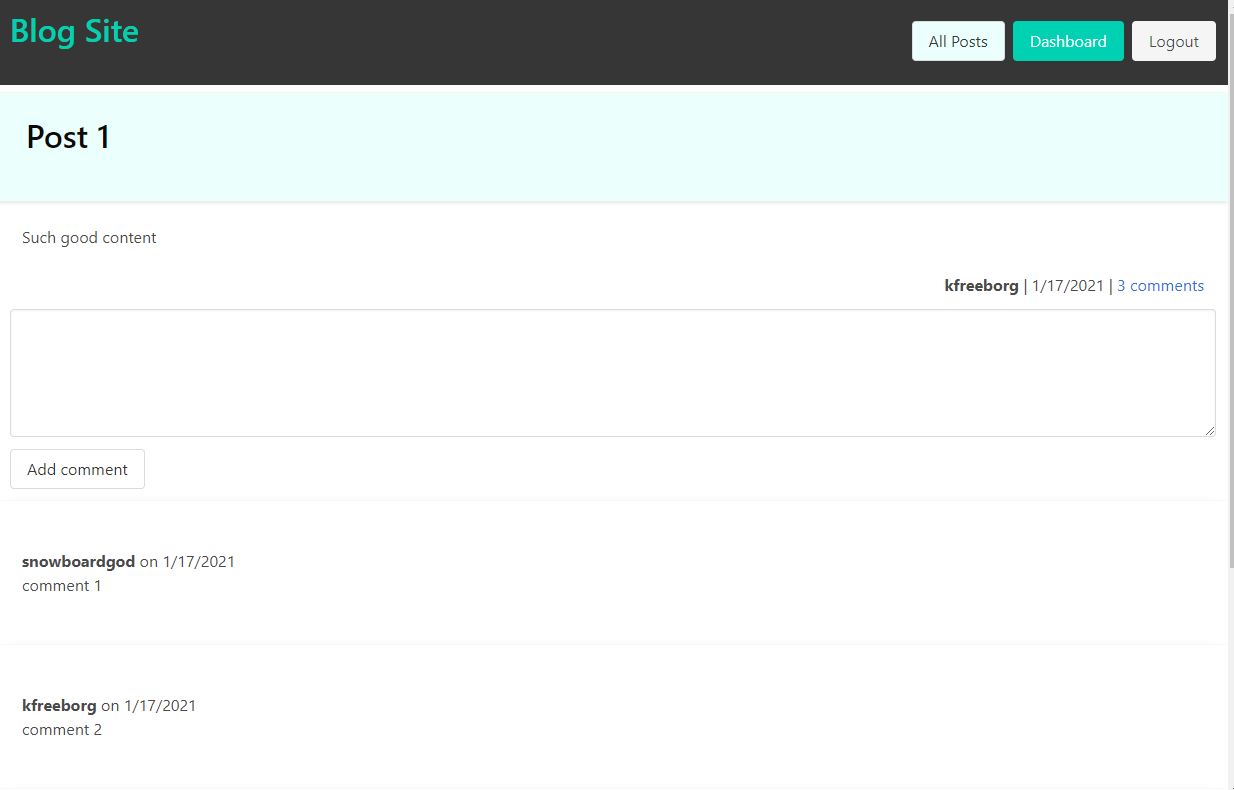 Blog Site
All Posts Dashboard Logout
Post 1
Such good content
kfreeborg | 1/17/2021 | 3 comments
Add comment
snowboardgod on 1/17/2021
comment 1
kfreeborg on 1/17/2021
comment 2